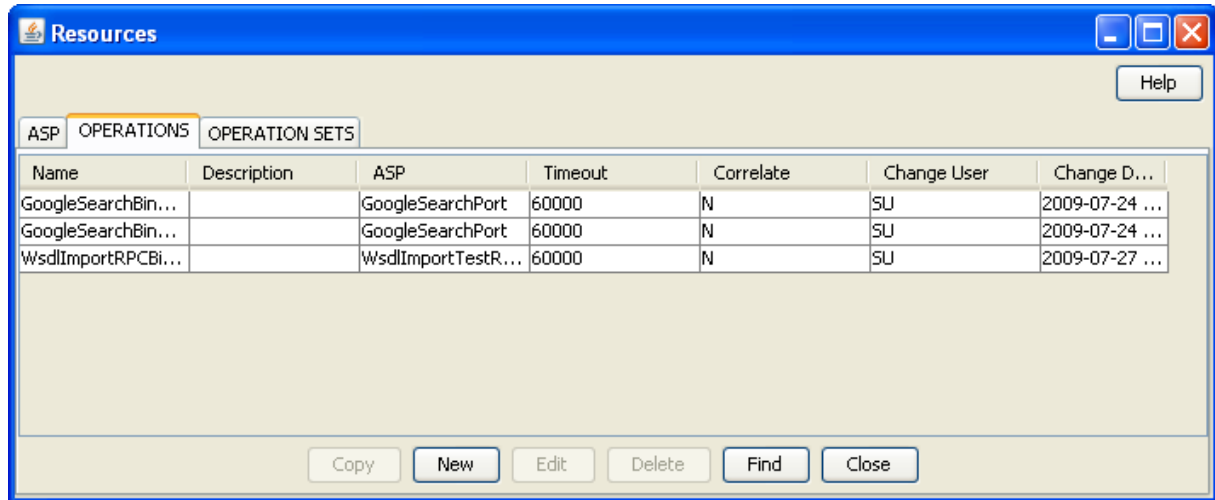 Resources
Help
ASP OPERATIONS OPERATION SETS
Name Description ASP Timeout Correlate Change User Change D...
GoogleSearchBin... GoogleSearchPort 60000 N SU 2009-07-24 ...
GoogleSearchBin... GoogleSearchPort 60000 N SU 2009-07-24 ...
WsdlImportRPCBi... WsdlImportTestR... 60000 N SU 2009-07-27 ...
Copy New Edit Delete Find Close